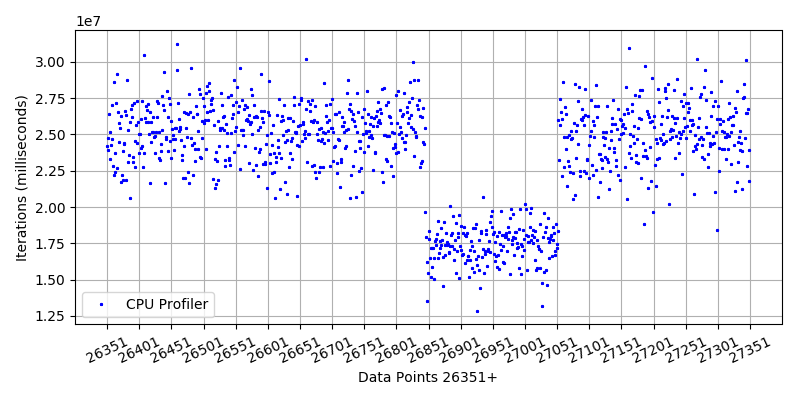 1e7
3.00
2.75
2.50
2.25
2.00
1.75
1.50
1.25
Iterations (milliseconds)
CPU Profiler
26351 26401 26451 26501 26551 26601 26651 26701 26751 26801 26851 26901 26951 27001 27051 27101 27151 27201 27251 27301 27351
Data Points 26351+